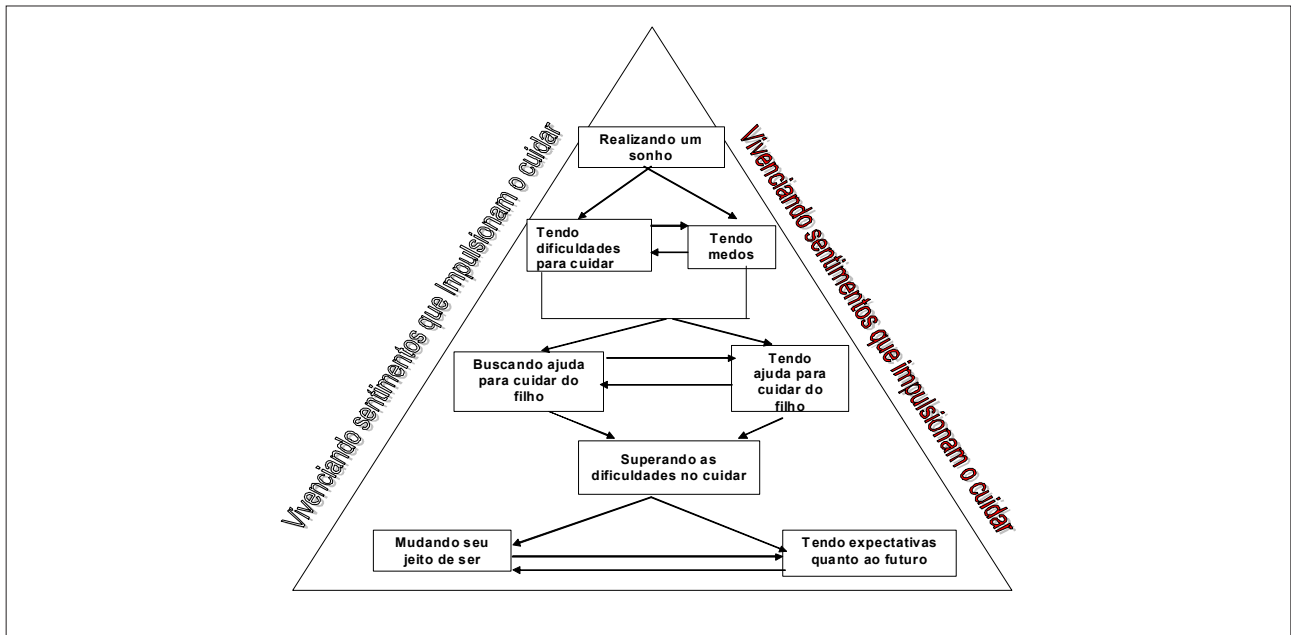 Vivenciando sentimentos que Impulsionam o cuidar
Vivenciando sentimentos que impulsionam o cuidar
Realizando um
sonho
Tendo
dificuldades
para cuidar
Tendo
medos
Buscando ajuda
para cuidar do
filho
Tendo
ajuda para
cuidar do
filho
Superando as
dificuldades no cuidar
Mudando seu
jeito de ser
Tendo expectativas
quanto ao futuro